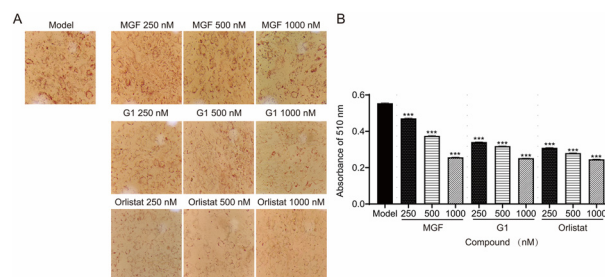 A
Model
MGF 250 nM MGF 500 nM MGF 1000 nM
G1 250 nM G1 500 nM G1 1000 nM
Orlistat 250 nM Orlistat 500 nM Orlistat 1000 nM
B
Absorbance of 510 nm
0.6
0.4
0.2
0.0
*** *** *** *** *** *** *** *** ***
Model 250 500 1000 250 500 1000 250 500 1000
MGF G1 Orlistat
Compound (nM)